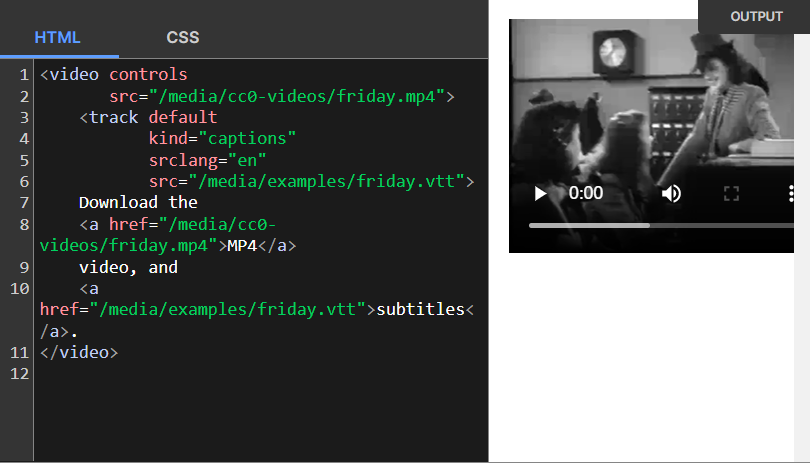 HTML CSS OUTPUT
1 <video controls
2 src="/media/cc0-videos/friday.mp4">
3 <track default
4 kind="captions"
5 srclang="en"
6 src="/media/examples/friday.vtt">
7 Download the
8 <a href="/media/cc0-
videos/friday.mp4">MP4</a>
9 video, and
10 <a
href="/media/examples/friday.vtt">subtitles<
/a>.
11 </video>
12
0:00